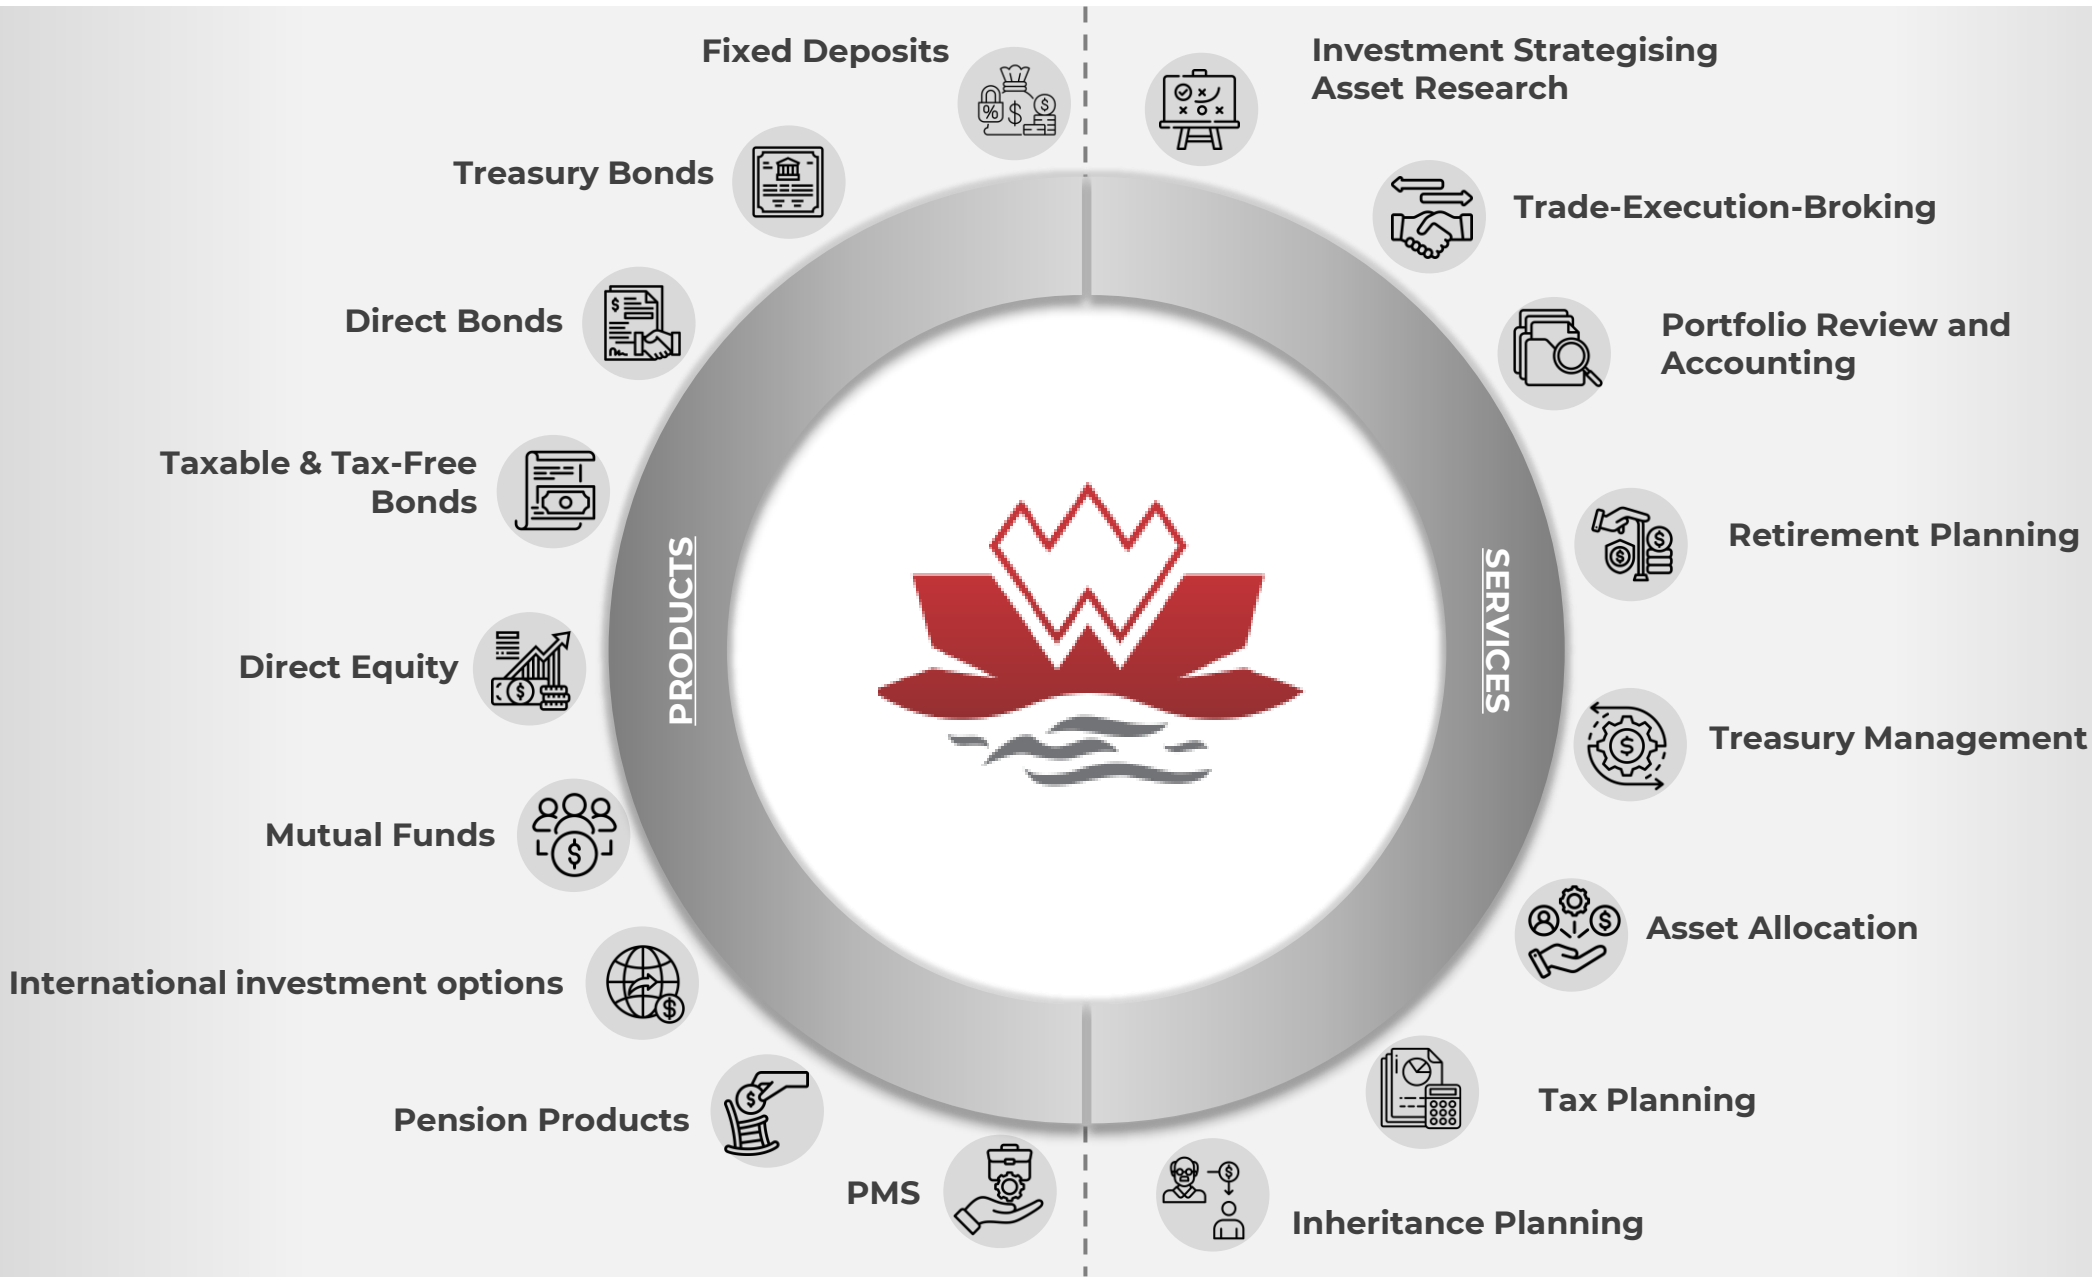 Fixed Deposits
Treasury Bonds
Direct Bonds
Taxable & Tax-Free
Bonds
Direct Equity
Mutual Funds
International investment options
Pension Products
PMS
PRODUCTS
SERVICES
Investment Strategising
Asset Research
Trade-Execution-Broking
Portfolio Review and
Accounting
Retirement Planning
Treasury Management
Asset Allocation
Tax Planning
Inheritance Planning